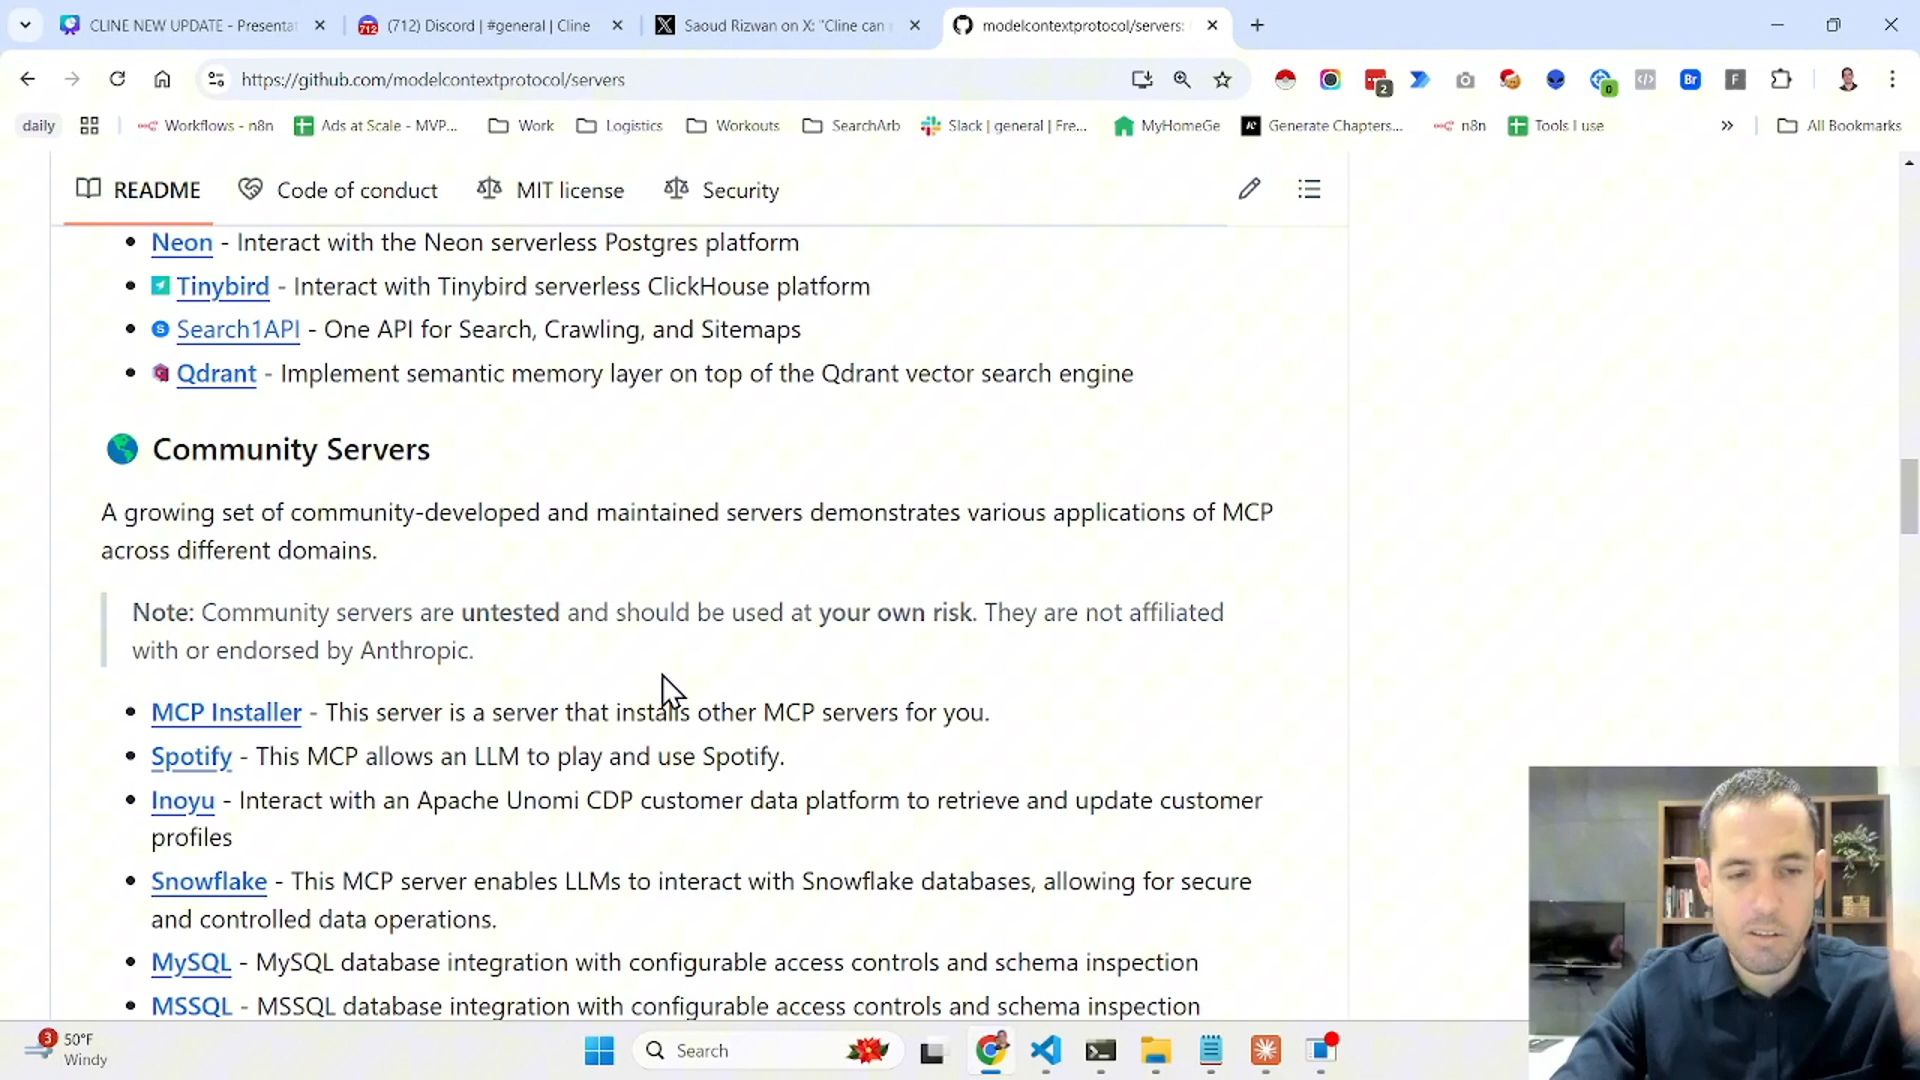 CLINE NEW UPDATE - Presentat
(712) Discord | #general | Cline
Saoud Rizwan on X: "Cline can
modelcontextprotocol/servers:
https://github.com/modelcontextprotocol/servers
daily
Workflows - n8n
Ads at Scale - MVP...
Work
Logistics
Workouts
SearchArb
Slack | general | Fre...
MyHomeGe
Generate Chapters...
n8n
Tools I use
All Bookmarks
README
Code of conduct
MIT license
Security
Neon - Interact with the Neon serverless Postgres platform
Tinybird - Interact with Tinybird serverless ClickHouse platform
Search1API - One API for Search, Crawling, and Sitemaps
Qdrant - Implement semantic memory layer on top of the Qdrant vector search engine
Community Servers
A growing set of community-developed and maintained servers demonstrates various applications of MCP
across different domains.
Note: Community servers are untested and should be used at your own risk. They are not affiliated
with or endorsed by Anthropic.
MCP Installer - This server is a server that installs other MCP servers for you.
Spotify - This MCP allows an LLM to play and use Spotify.
Inoyu - Interact with an Apache Unomi CDP customer data platform to retrieve and update customer
profiles
Snowflake - This MCP server enables LLMs to interact with Snowflake databases, allowing for secure
and controlled data operations.
MySQL - MySQL database integration with configurable access controls and schema inspection
MSSQL - MSSQL database integration with configurable access controls and schema inspection
3
50°F
Windy
Search